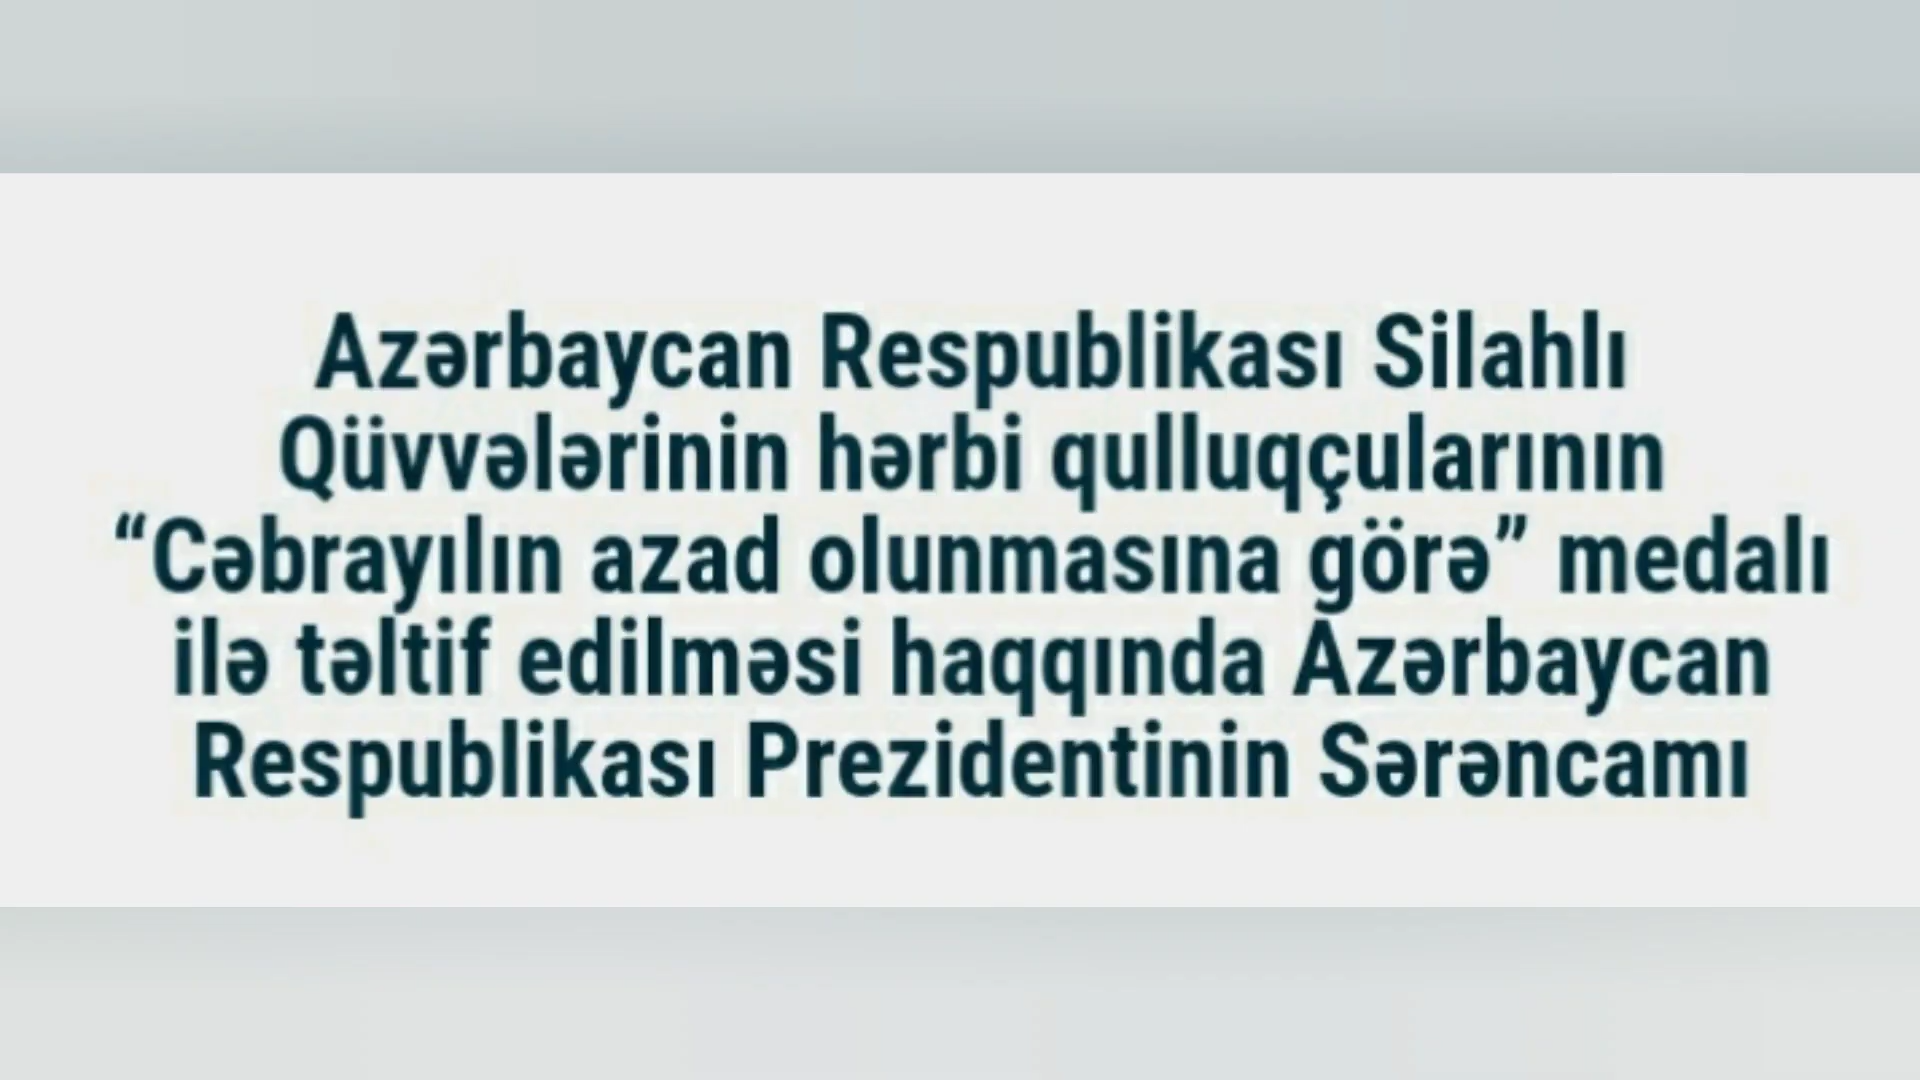 Azərbaycan Respublikası Silahlı
Qüvvələrinin hərbi qulluqçularının
“Cəbrayılın azad olunmasına görə” medalı
ilə təltif edilməsi haqqında Azərbaycan
Respublikası Prezidentinin Sərəncamı